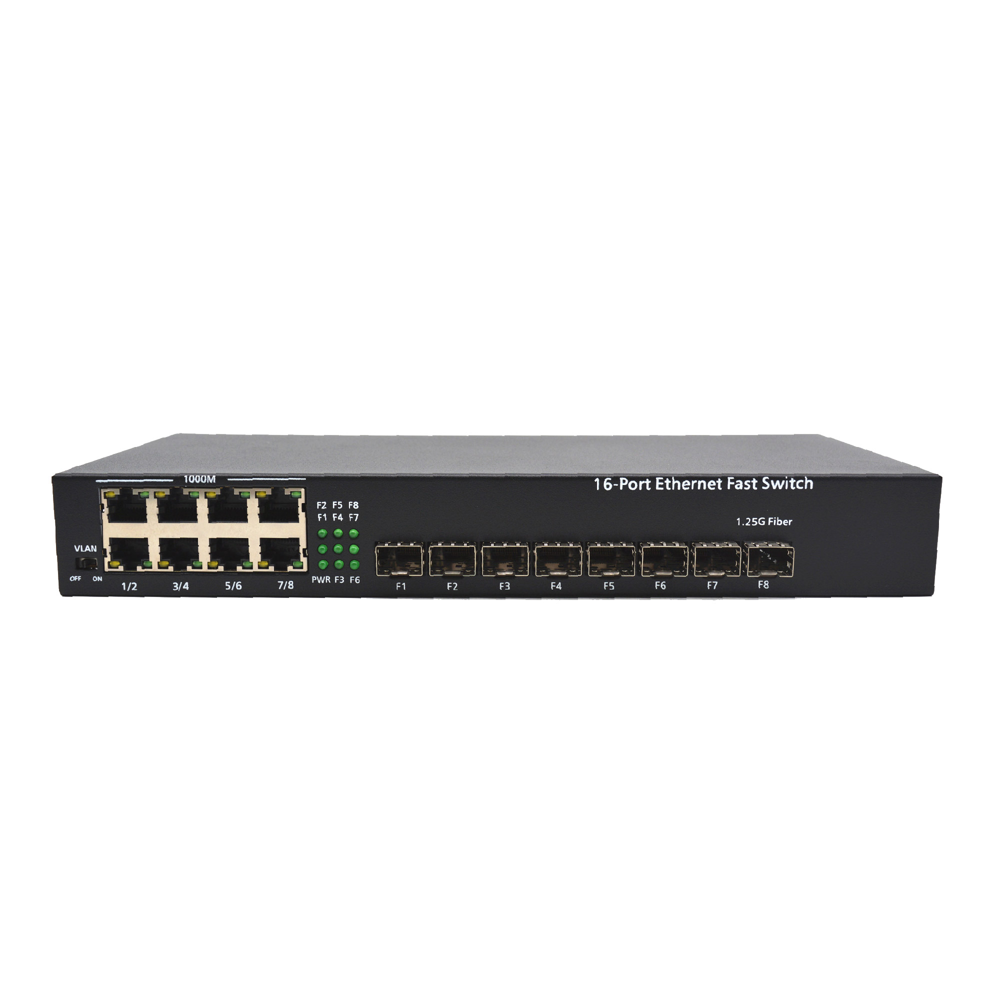 1000M
16-Port Ethernet Fast Switch
F2 F5 F8
F1 F4 F7
1.25G Fiber
VLAN
OFF ON
1/2 3/4 5/6 7/8
PWR F3 F6
F1 F2 F3 F4 F5 F6 F7 F8